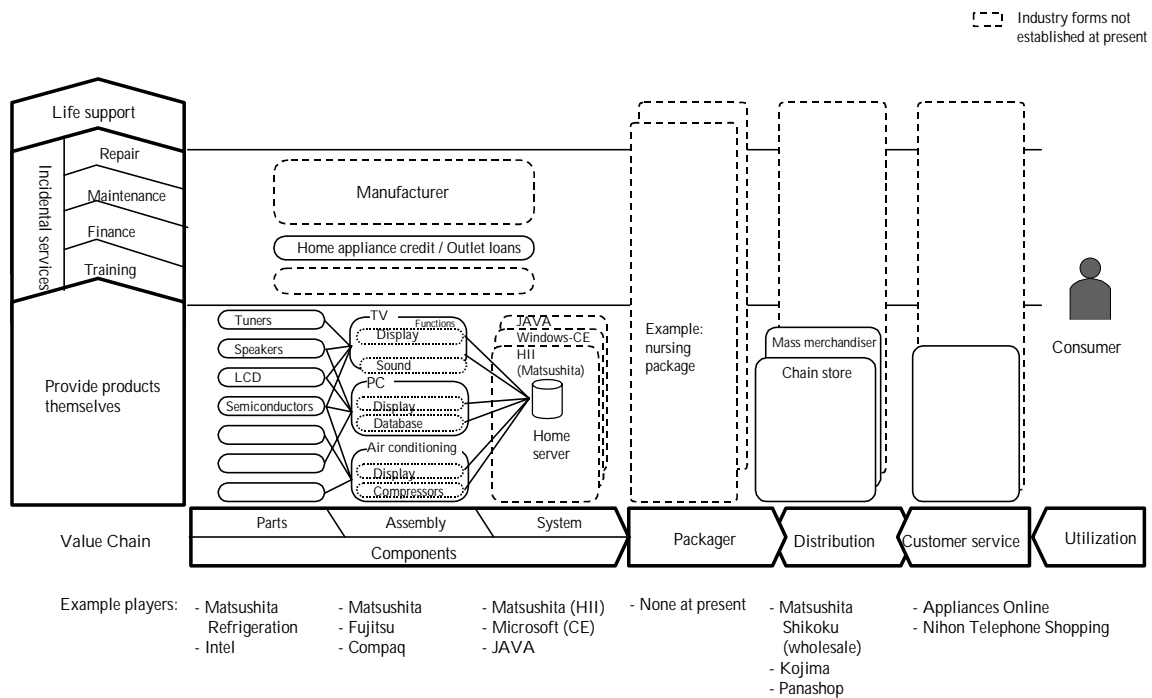 Industry forms not
established at present
Life support
Incidental services
Repair
Maintenance
Finance
Training
Provide products
themselves
Manufacturer
Home appliance credit / Outlet loans
Tuners
Speakers
LCD
Semiconductors
TV
Functions
Display
Sound
PC
Display
Database
Air conditioning
Display
Compressors
JAVA
Windows-CE
HII
(Matsushita)
Home
server
Example:
nursing
package
Mass merchandiser
Chain store
Consumer
Value Chain
Parts
Assembly
System
Components
Packager
Distribution
Customer service
Utilization
Example players:
- Matsushita
Refrigeration
- Intel
- Matsushita
- Fujitsu
- Compaq
- Matsushita (HII)
- Microsoft (CE)
- JAVA
- None at present
- Matsushita
Shikoku
(wholesale)
- Kojima
- Panashop
- Appliances Online
- Nihon Telephone Shopping